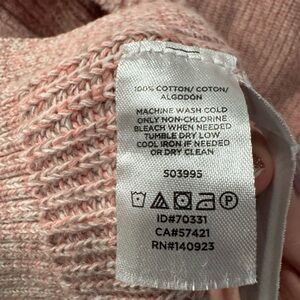 100% COTTON/ COTON/
ALGODÓN
MACHINE WASH COLD
ONLY NON-CHLORINE
BLEACH WHEN NEEDED
TUMBLE DRY LOW
COOL IRON IF NEEDED
OR DRY CLEAN
S03995
P
ID#70331
CA#57421
RN#140923